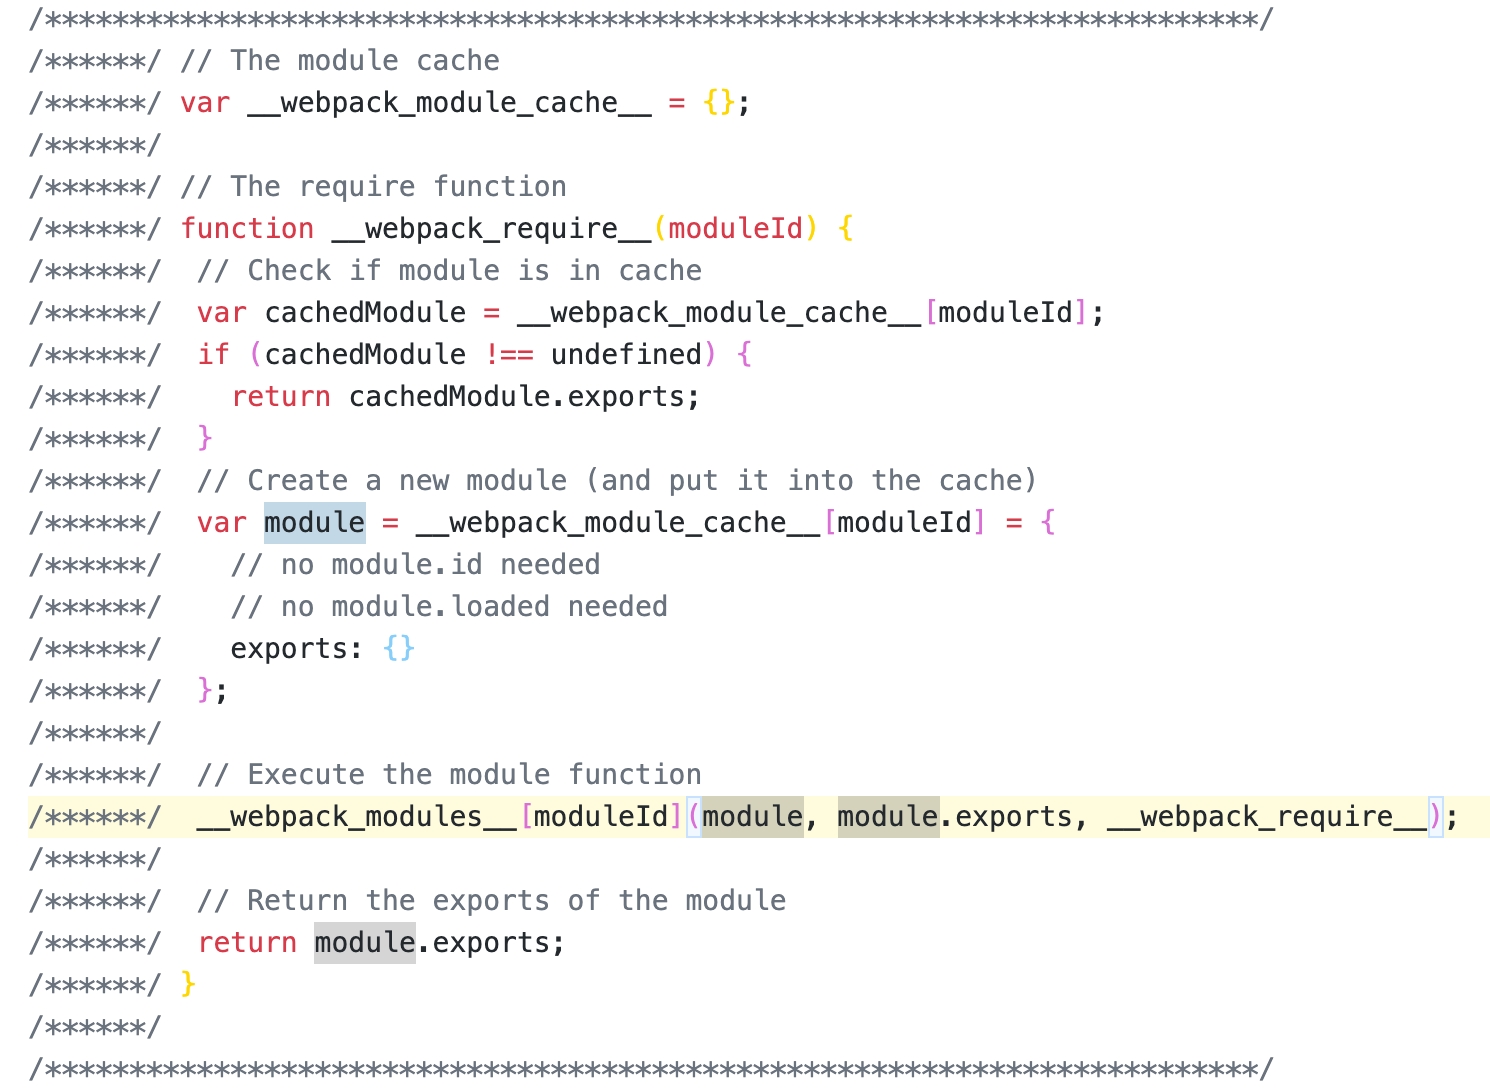 /************************************************************************/
/******/ // The module cache
/******/ var __webpack_module_cache__ = {};
/******/
/******/ // The require function
/******/ function __webpack_require__(moduleId) {
/******/  // Check if module is in cache
/******/  var cachedModule = __webpack_module_cache__[moduleId];
/******/  if (cachedModule !== undefined) {
/******/    return cachedModule.exports;
/******/  }
/******/  // Create a new module (and put it into the cache)
/******/  var module = __webpack_module_cache__[moduleId] = {
/******/    // no module.id needed
/******/    // no module.loaded needed
/******/    exports: {}
/******/  };
/******/
/******/  // Execute the module function
/******/  __webpack_modules__[moduleId](module, module.exports, __webpack_require__);
/******/
/******/  // Return the exports of the module
/******/  return module.exports;
/******/ }
/******/
/************************************************************************/